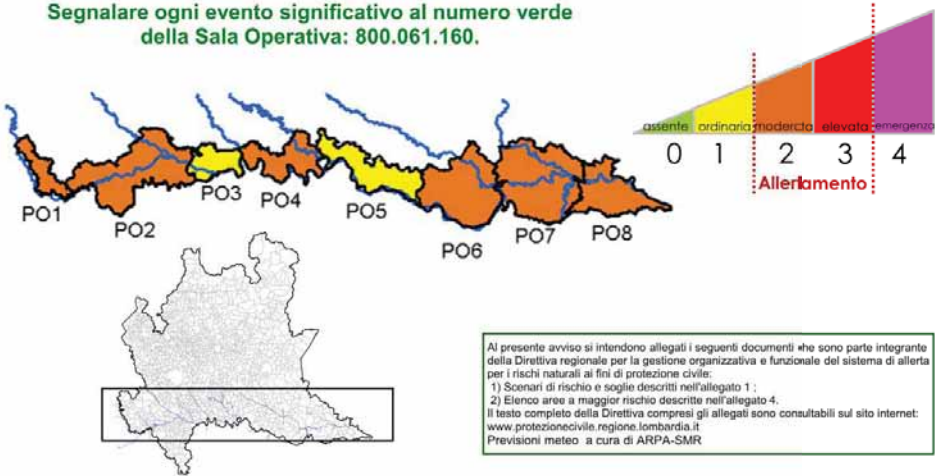 Segnalare ogni evento significativo al numero verde
della Sala Operativa: 800.061.160.
assente ordinaria modercta elevata emergenza
0 1 2 3 4
Allertamento
PO1 PO2 PO3 PO4 PO5 PO6 PO7 PO8
Al presente avviso si intendono allegati i seguenti documenti che sono parte integrante
della Direttiva regionale per la gestione organizzativa e funzionale del sistema di allerta
per i rischi naturali ai fini di protezione civile:
1) Scenari di rischio e soglie descritti nell'allegato 1 ;
2) Elenco aree a maggior rischio descritte nell'allegato 4.
Il testo completo della Direttiva compresi gli allegati sono consultabili sul sito internet:
www.protezionecivile.regione.lombardia.it
Previsioni meteo a cura di ARPA-SMR